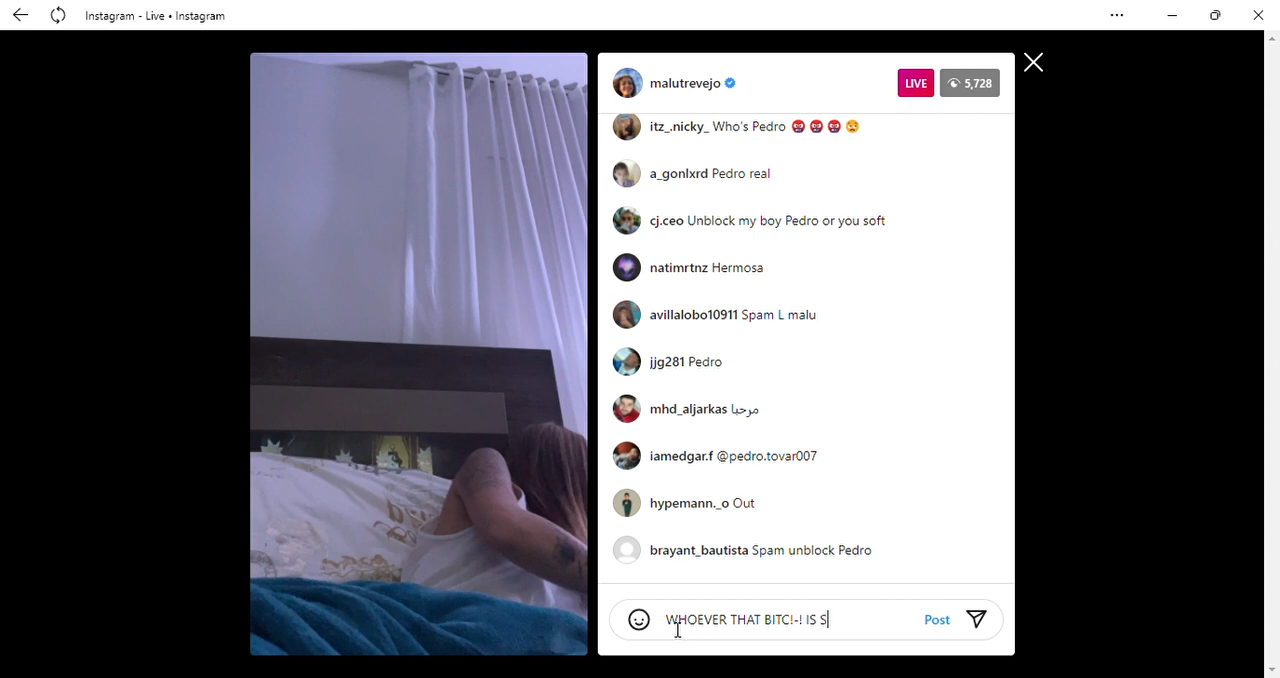 Instagram - Live • Instagram
malutrevejo LIVE 5,728
itz_.nicky_ Who's Pedro
a_gonlxrd Pedro real
cj.ceo Unblock my boy Pedro or you soft
natimrtnz Hermosa
avillalobo10911 Spam L malu
jjg281 Pedro
mhd_aljarkas مرحبا
iamedgar.f @pedro.tovar007
hypemann._o Out
brayant_bautista Spam unblock Pedro
WHOEVER THAT BITC!-! IS S Post